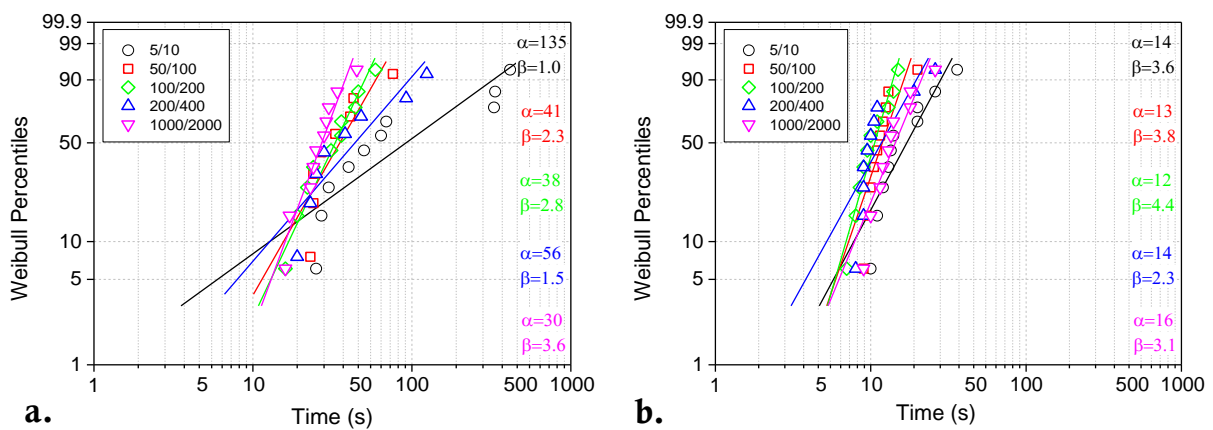 99.9
99
90
50
10
5
1
Weibull Percentiles
5/10
50/100
100/200
200/400
1000/2000
α=135
β=1.0
α=41
β=2.3
α=38
β=2.8
α=56
β=1.5
α=30
β=3.6
1 5 10 50 100 500 1000
Time (s)
a.
99.9
99
90
50
10
5
1
Weibull Percentiles
5/10
50/100
100/200
200/400
1000/2000
α=14
β=3.6
α=13
β=3.8
α=12
β=4.4
α=14
β=2.3
α=16
β=3.1
1 5 10 50 100 500 1000
Time (s)
b.